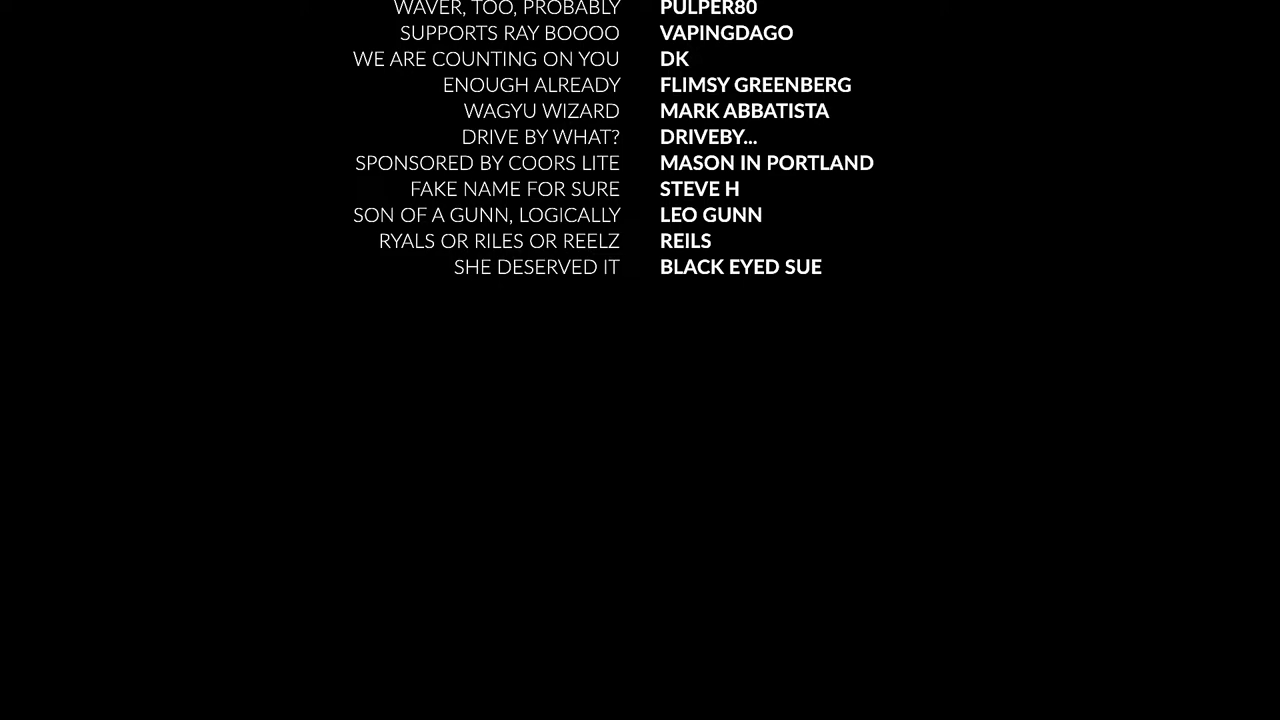 WAVER, TOO, PROBABLY PULPER80
SUPPORTS RAY BOOOO VAPINGDAGO
WE ARE COUNTING ON YOU DK
ENOUGH ALREADY FLIMSY GREENBERG
WAGYU WIZARD MARK ABBATISTA
DRIVE BY WHAT? DRIVEBY...
SPONSORED BY COORS LITE MASON IN PORTLAND
FAKE NAME FOR SURE STEVE H
SON OF A GUNN, LOGICALLY LEO GUNN
RYALS OR RILES OR REELZ REILS
SHE DESERVED IT BLACK EYED SUE